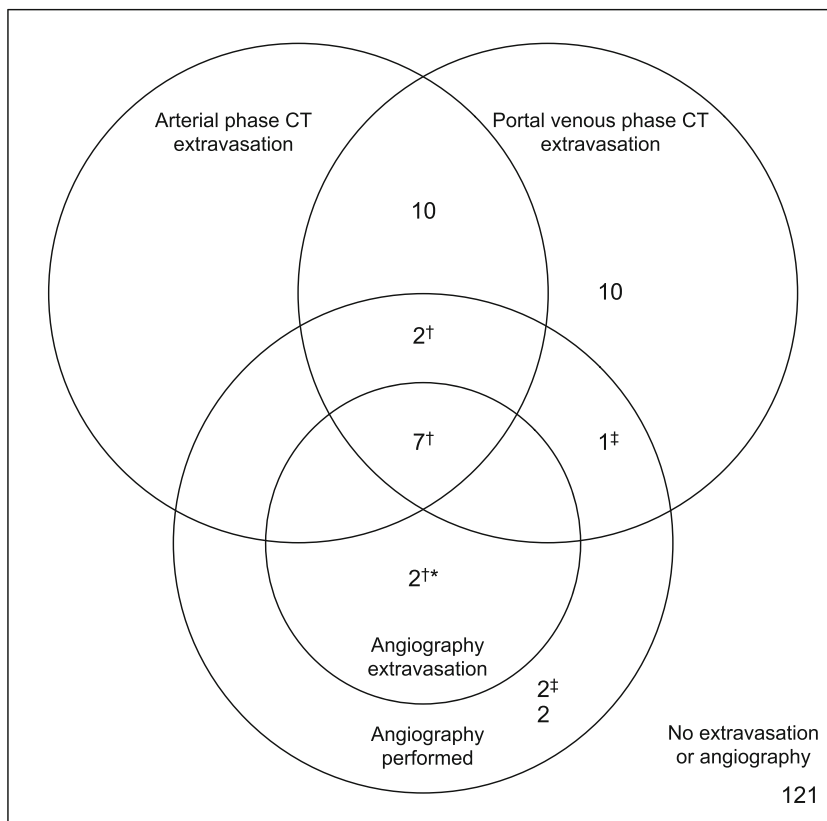 Arterial phase CT
extravasation
Portal venous phase CT
extravasation
10
10
2†
7†
1‡
2†*
Angiography
extravasation
2‡
2
Angiography
performed
No extravasation
or angiography
121